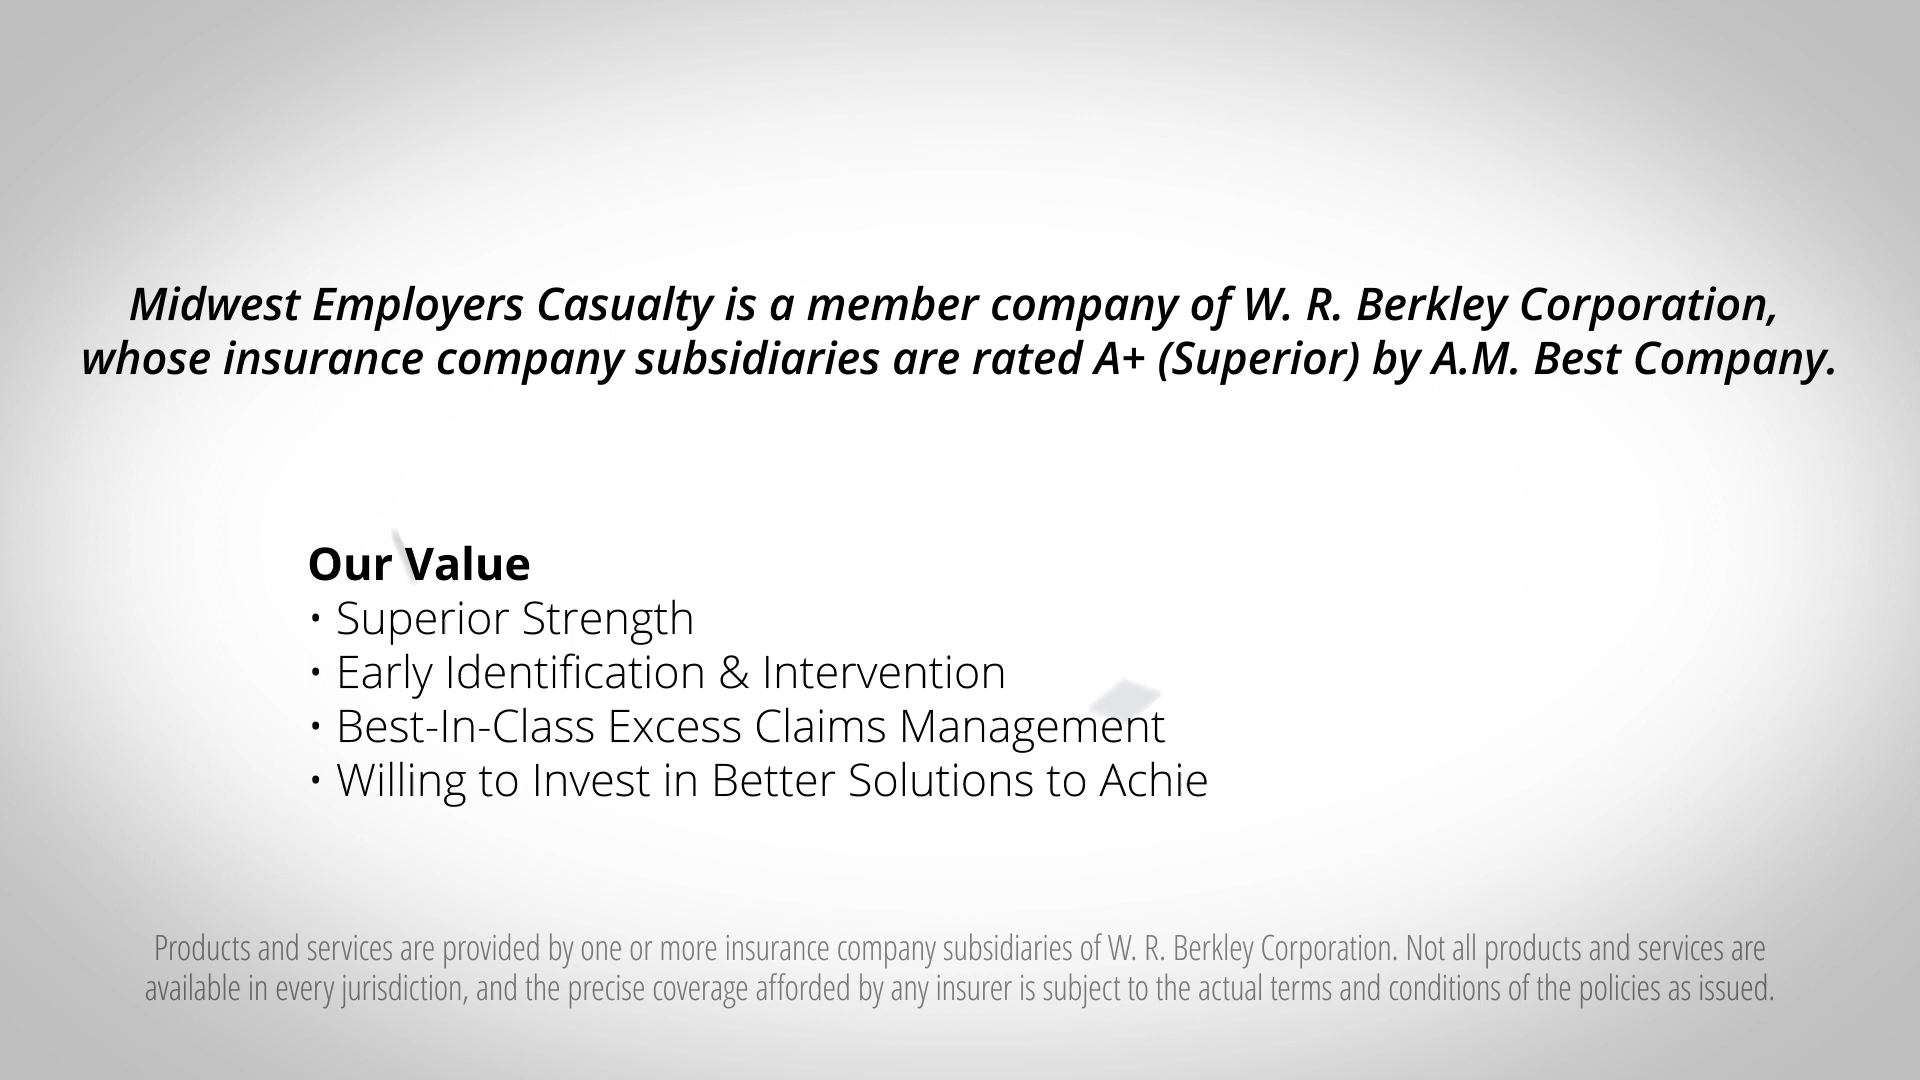 Midwest Employers Casualty is a member company of W. R. Berkley Corporation,
whose insurance company subsidiaries are rated A+ (Superior) by A.M. Best Company.
Our Value
• Superior Strength
• Early Identification & Intervention
• Best-In-Class Excess Claims Management
• Willing to Invest in Better Solutions to Achie
Products and services are provided by one or more insurance company subsidiaries of W. R. Berkley Corporation. Not all products and services are
available in every jurisdiction, and the precise coverage afforded by any insurer is subject to the actual terms and conditions of the policies as issued.